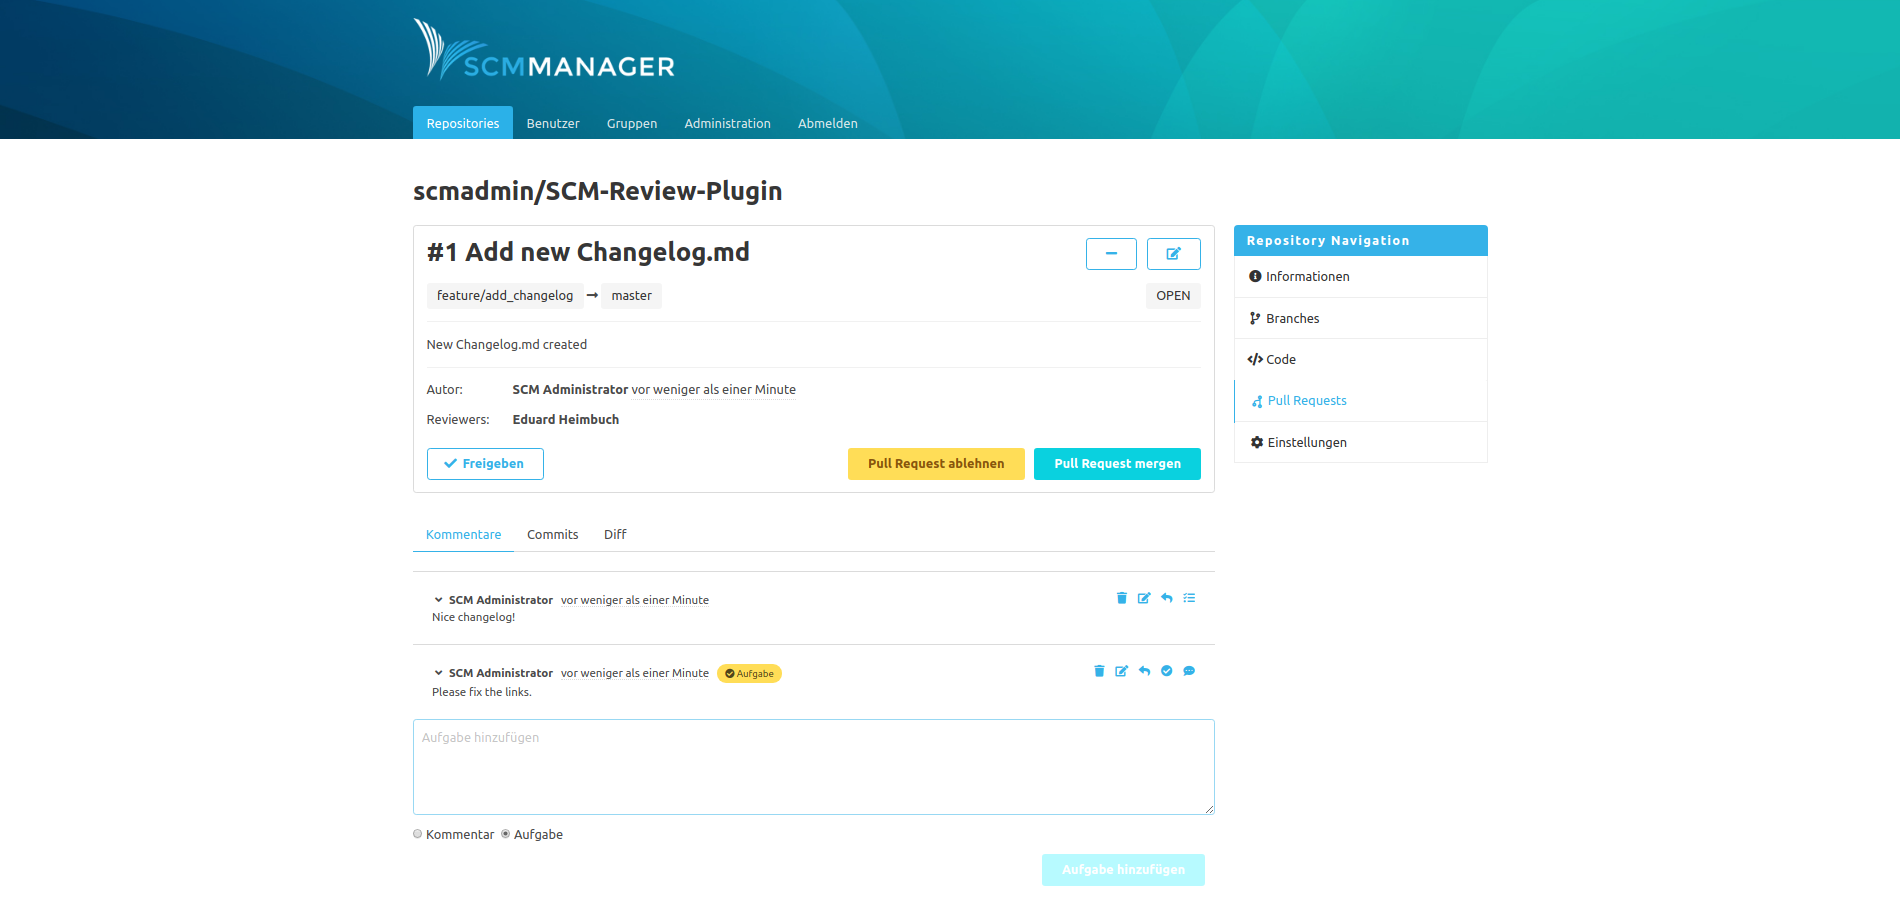 SCMMANAGER
Repositories Benutzer Gruppen Administration Abmelden
scmadmin/SCM-Review-Plugin
#1 Add new Changelog.md
feature/add_changelog → master OPEN
New Changelog.md created
Autor: SCM Administrator vor weniger als einer Minute
Reviewers: Eduard Heimbuch
Freigeben Pull Request ablehnen Pull Request mergen
Repository Navigation
Informationen
Branches
Code
Pull Requests
Einstellungen
Kommentare Commits Diff
SCM Administrator vor weniger als einer Minute
Nice changelog!
SCM Administrator vor weniger als einer Minute Aufgabe
Please fix the links.
Aufgabe hinzufügen
Kommentar Aufgabe
Aufgabe hinzufügen